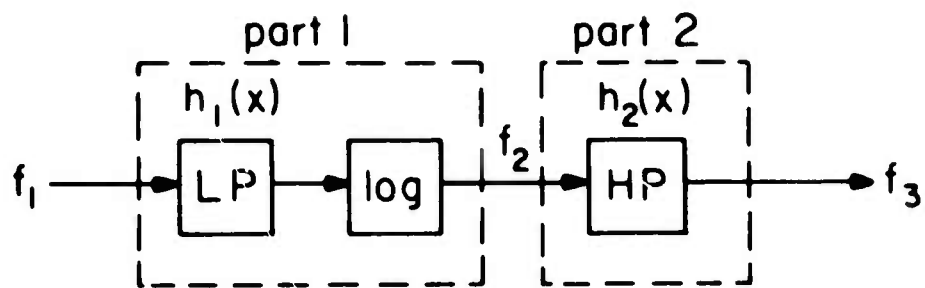 part 1 part 2
h₁(x) h₂(x)
f₁ LP log f₂ HP f₃